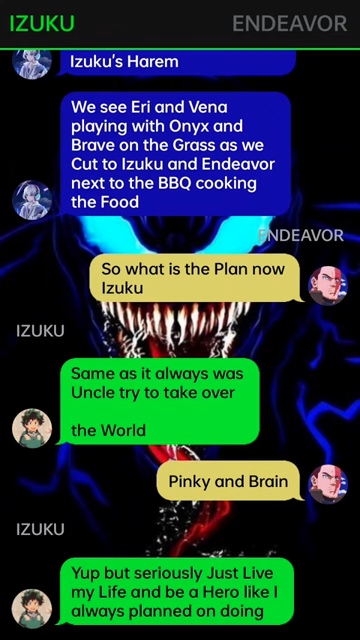 IZUKU ENDEAVOR
Izuku's Harem
We see Eri and Vena
playing with Onyx and
Brave on the Grass as we
Cut to Izuku and Endeavor
next to the BBQ cooking
the Food
ENDEAVOR
So what is the Plan now
Izuku
IZUKU
Same as it always was
Uncle try to take over
the World
Pinky and Brain
IZUKU
Yup but seriously Just Live
my Life and be a Hero like I
always planned on doing